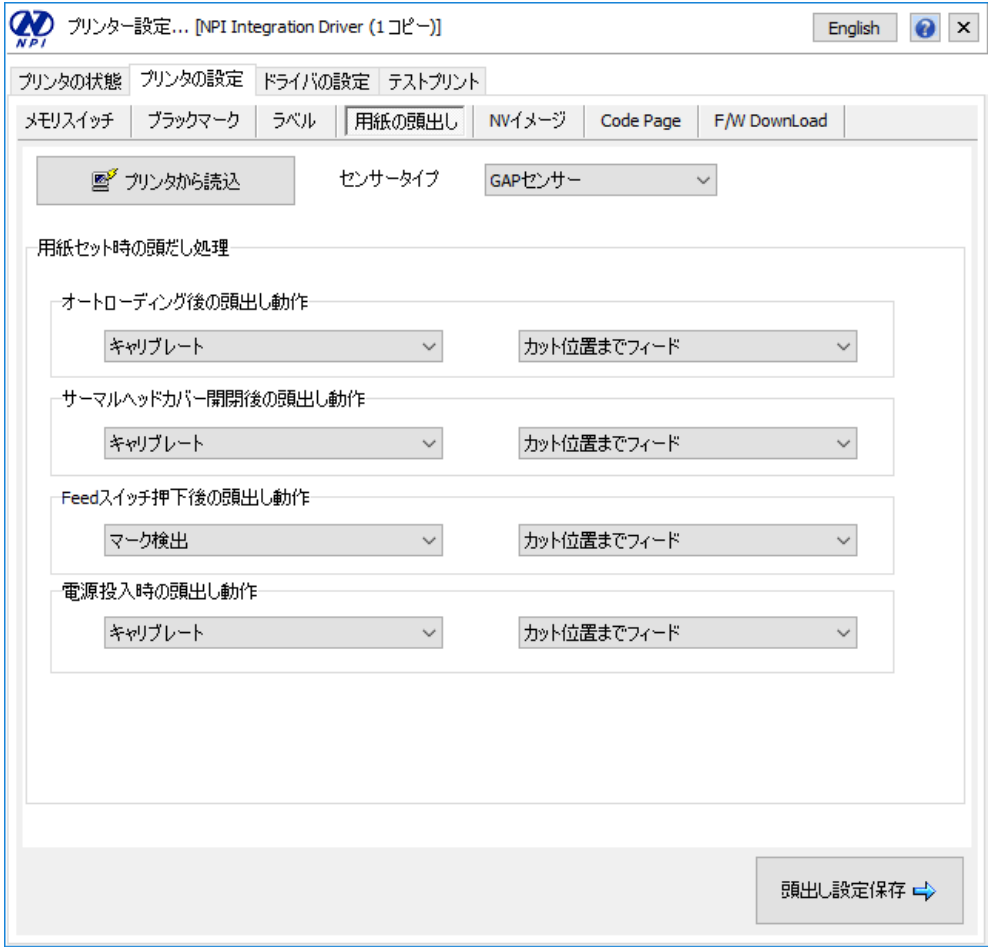 NPI
プリンター設定... [NPI Integration Driver (1 コピー)]
English
?
×
プリンタの状態 プリンタの設定 ドライバの設定 テストプリント
メモリスイッチ ブラックマーク ラベル 用紙の頭出し NVイメージ Code Page F/W DownLoad
プリンタから読込 センサータイプ GAPセンサー
用紙セット時の頭だし処理
オートローディング後の頭出し動作
キャリブレート カット位置までフィード
サーマルヘッドカバー開閉後の頭出し動作
キャリブレート カット位置までフィード
Feedスイッチ押下後の頭出し動作
マーク検出 カット位置までフィード
電源投入時の頭出し動作
キャリブレート カット位置までフィード
頭出し設定保存